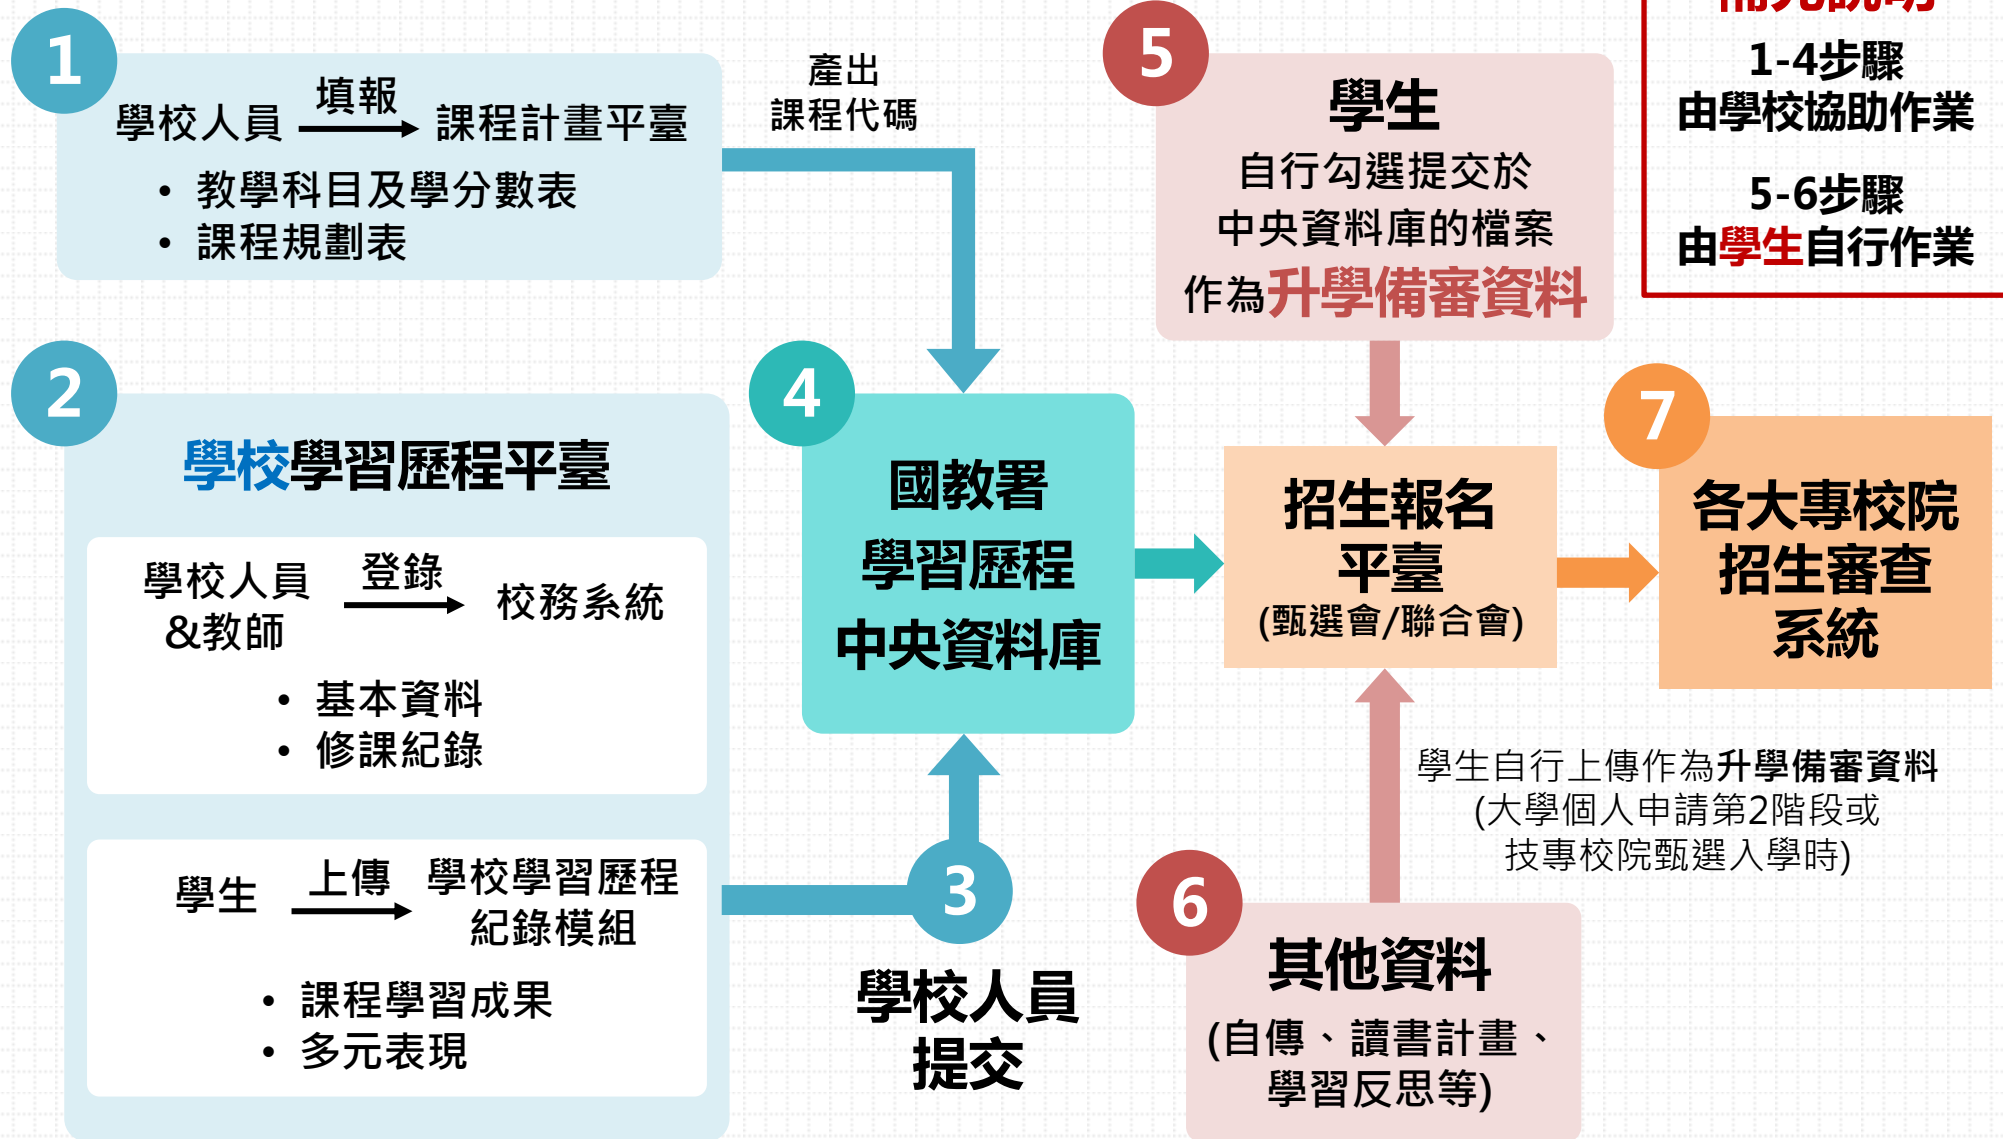 1
學校人員 填報 課程計畫平臺
• 教學科目及學分數表
• 課程規劃表
產出
課程代碼
2
學校學習歷程平臺
學校人員
&教師
登錄
校務系統
• 基本資料
• 修課紀錄
學生
上傳
學校學習歷程
紀錄模組
• 課程學習成果
• 多元表現
3
學校人員
提交
4
國教署
學習歷程
中央資料庫
5
學生
自行勾選提交於
中央資料庫的檔案
作為升學備審資料
招生報名
平臺
(甄選會/聯合會)
6
其他資料
(自傳、讀書計畫、
學習反思等)
學生自行上傳作為升學備審資料
(大學個人申請第2階段或
技專校院甄選入學時)
7
各大專校院
招生審查
系統
補充說明
1-4步驟
由學校協助作業
5-6步驟
由學生自行作業